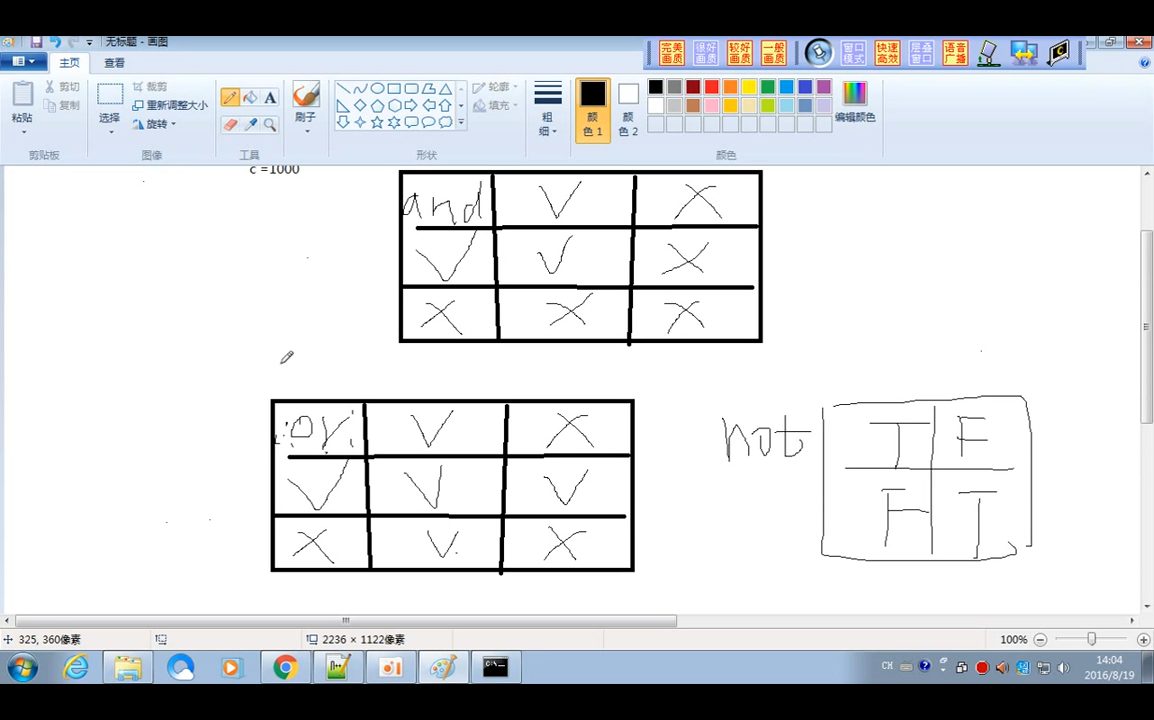 无标题 - 画图
完美画质 很好画质 较好画质 一般画质 窗口模式 快速高效 层叠窗口 语音广播
主页 查看
粘贴 剪切 复制
剪贴板
选择 裁剪 重新调整大小 旋转
图像
A
工具
刷子
轮廓 填充
形状
粗细
颜色1 颜色2
编辑颜色
颜色
c =1000
and V X
V V X
X X X
or V X
V V V
X V X
not T F
F T
325, 360像素 2236 × 1122像素 100%
CH 14:04
2016/8/19